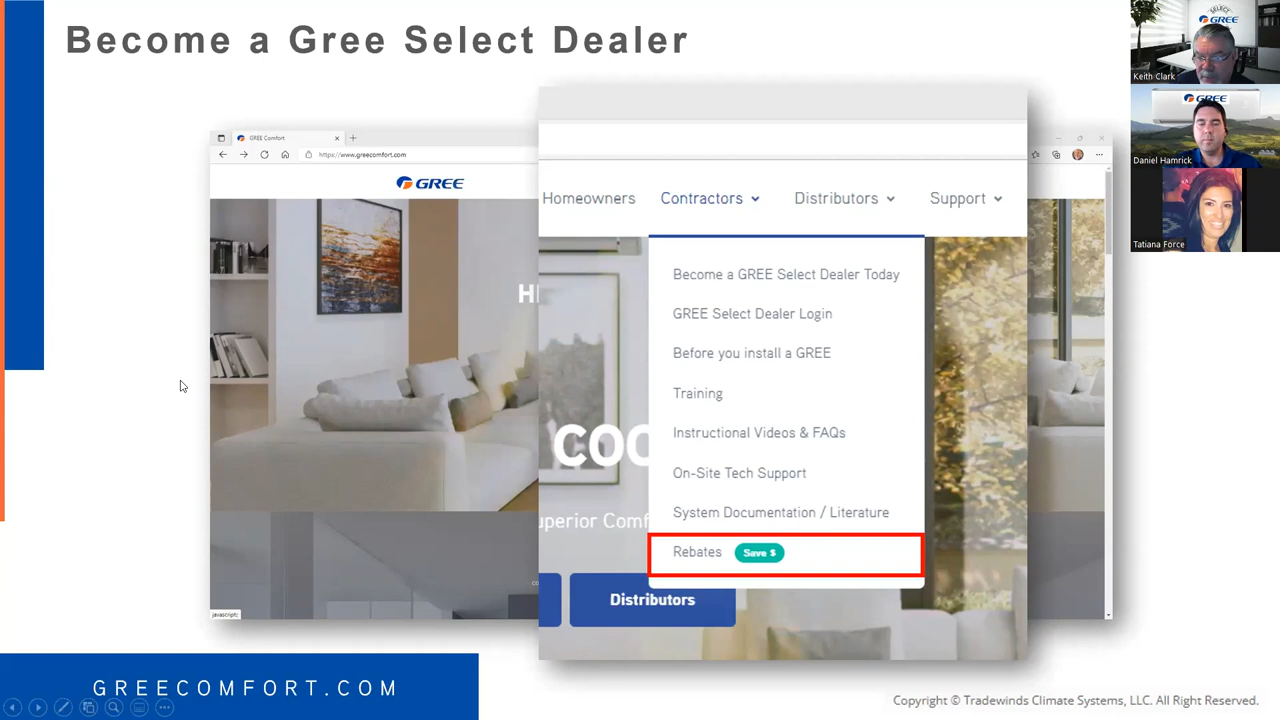 Become a Gree Select Dealer
SELECT
GREE
Keith Clark
GREE
Daniel Hamrick
Tatiana Force
GREE Comfort
https://www.greecomfort.com
GREE
Homeowners
Contractors
Distributors
Support
Become a GREE Select Dealer Today
GREE Select Dealer Login
Before you install a GREE
Training
Instructional Videos & FAQs
On-Site Tech Support
System Documentation / Literature
Rebates Save $
H
COO
uperior Comf
Distributors
javascript:
GREECOMFORT.COM
Copyright © Tradewinds Climate Systems, LLC. All Right Reserved.